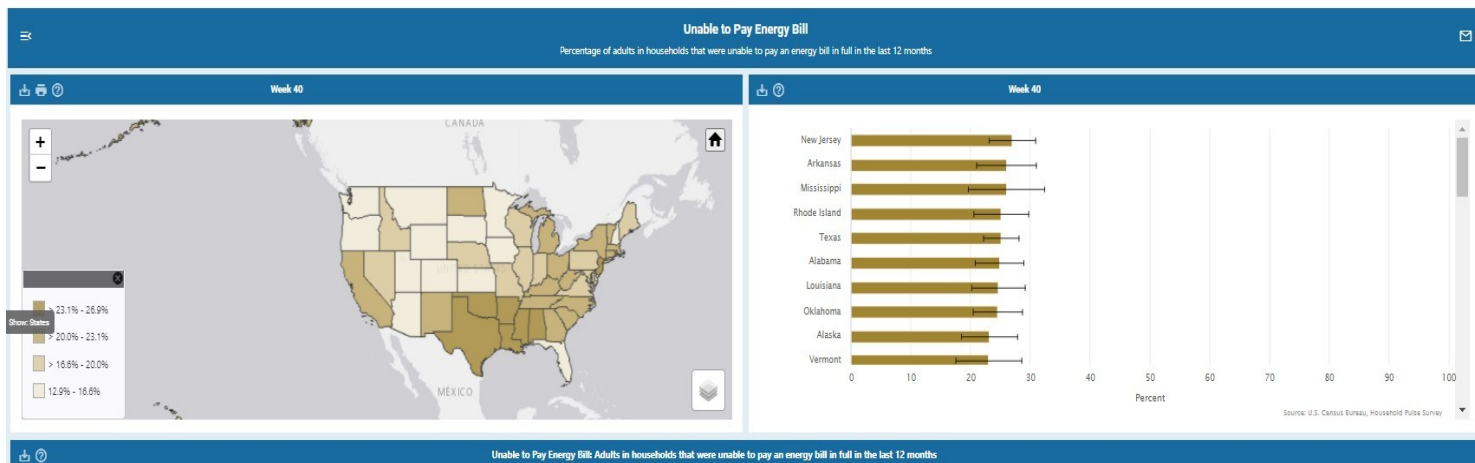 Unable to Pay Energy Bill
Percentage of adults in households that were unable to pay an energy bill in full in the last 12 months
Week 40
Week 40
+
−
CANADA
MÉXICO
> 23.1% - 26.9%
Show: States
> 20.0% - 23.1%
> 16.6% - 20.0%
12.9% - 16.6%
New Jersey
Arkansas
Mississippi
Rhode Island
Texas
Alabama
Louisiana
Oklahoma
Alaska
Vermont
0 10 20 30 40 50 60 70 80 90 100
Percent
Source: U.S. Census Bureau, Household Pulse Survey
Unable to Pay Energy Bill: Adults in households that were unable to pay an energy bill in full in the last 12 months